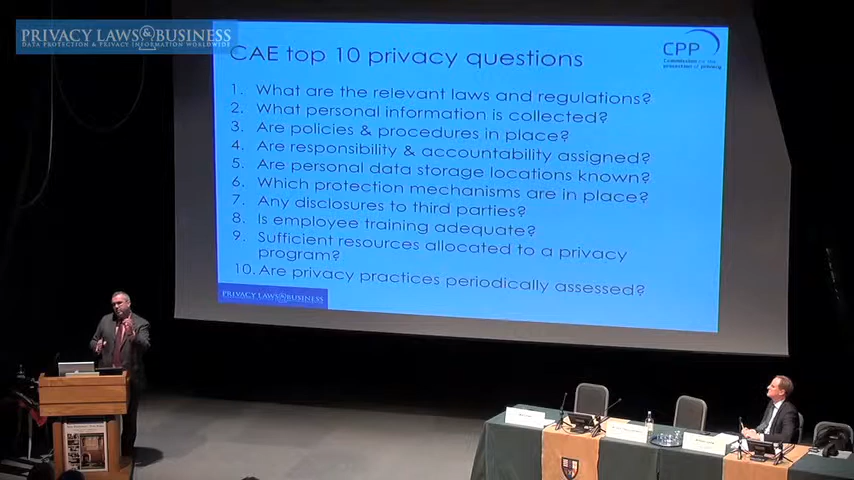 PRIVACY LAWS & BUSINESS
DATA PROTECTION & PRIVACY INFORMATION WORLDWIDE
CAE top 10 privacy questions
CPP
1. What are the relevant laws and regulations?
2. What personal information is collected?
3. Are policies & procedures in place?
4. Are responsibility & accountability assigned?
5. Are personal data storage locations known?
6. Which protection mechanisms are in place?
7. Any disclosures to third parties?
8. Is employee training adequate?
9. Sufficient resources allocated to a privacy
program?
10. Are privacy practices periodically assessed?
PRIVACY LAWS & BUSINESS